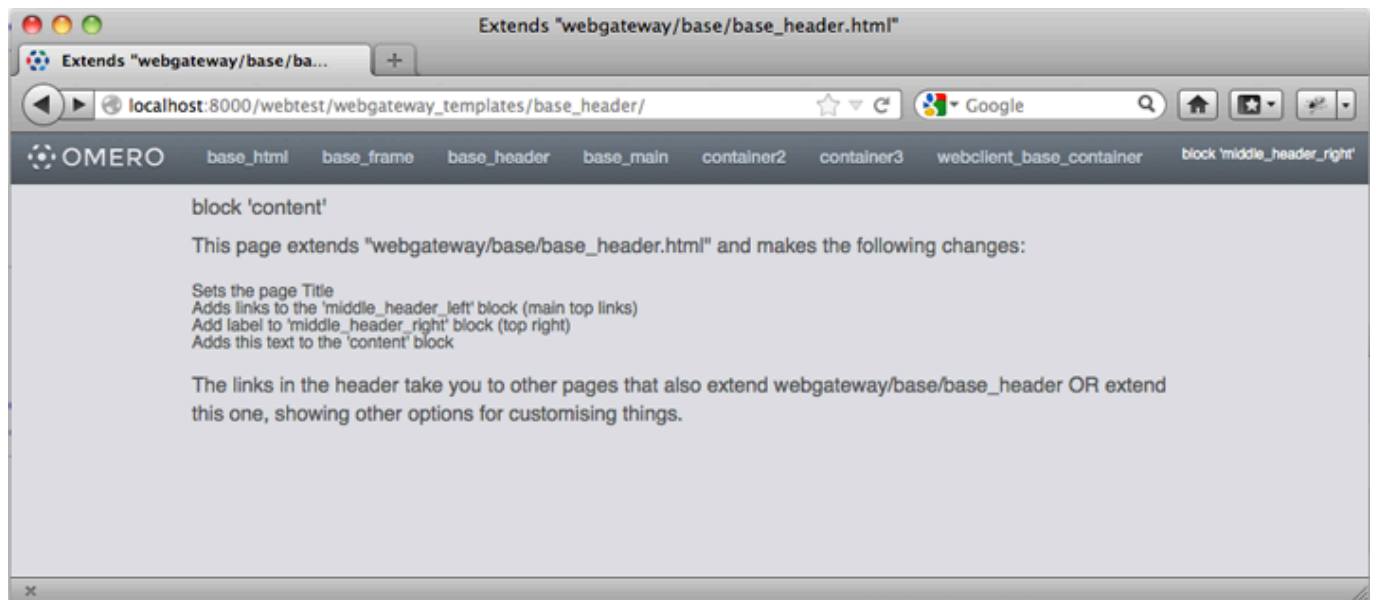 Extends "webgateway/base/base_header.html"
Extends "webgateway/base/ba...
localhost:8000/webtest/webgateway_templates/base_header/
Google
OMERO base_html base_frame base_header base_main container2 container3 webclient_base_container block 'middle_header_right'
block 'content'
This page extends "webgateway/base/base_header.html" and makes the following changes:
Sets the page Title
Adds links to the 'middle_header_left' block (main top links)
Add label to 'middle_header_right' block (top right)
Adds this text to the 'content' block
The links in the header take you to other pages that also extend webgateway/base/base_header OR extend
this one, showing other options for customising things.